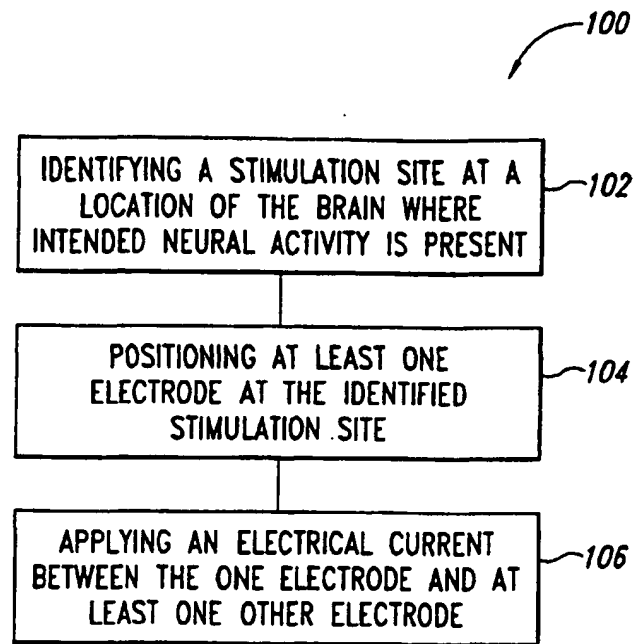 100
IDENTIFYING A STIMULATION SITE AT A
LOCATION OF THE BRAIN WHERE
INTENDED NEURAL ACTIVITY IS PRESENT
102
POSITIONING AT LEAST ONE
ELECTRODE AT THE IDENTIFIED
STIMULATION SITE
104
APPLYING AN ELECTRICAL CURRENT
BETWEEN THE ONE ELECTRODE AND AT
LEAST ONE OTHER ELECTRODE
106